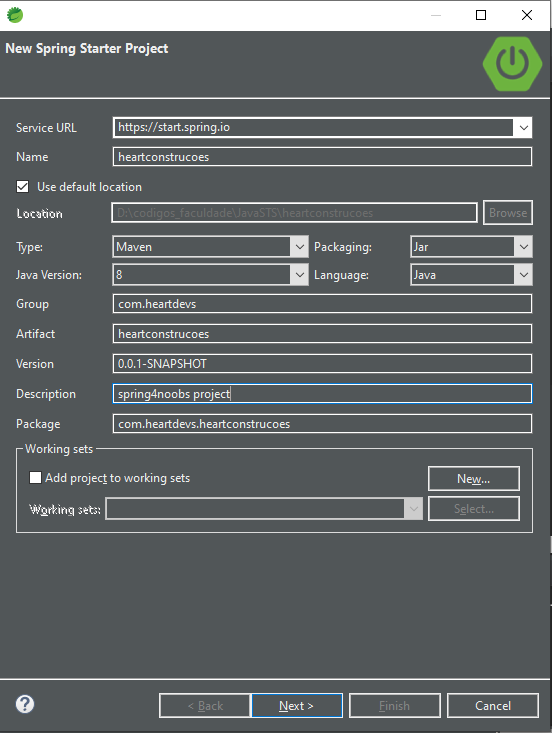 New Spring Starter Project
Service URL https://start.spring.io
Name heartconstrucoes
Use default location
Location D:\codigos_faculdade\JavaSTS\heartconstrucoes Browse
Type: Maven Packaging: Jar
Java Version: 8 Language: Java
Group com.heartdevs
Artifact heartconstrucoes
Version 0.0.1-SNAPSHOT
Description spring4noobs project
Package com.heartdevs.heartconstrucoes
Working sets
Add project to working sets New...
Working sets: Select...
? < Back Next > Finish Cancel